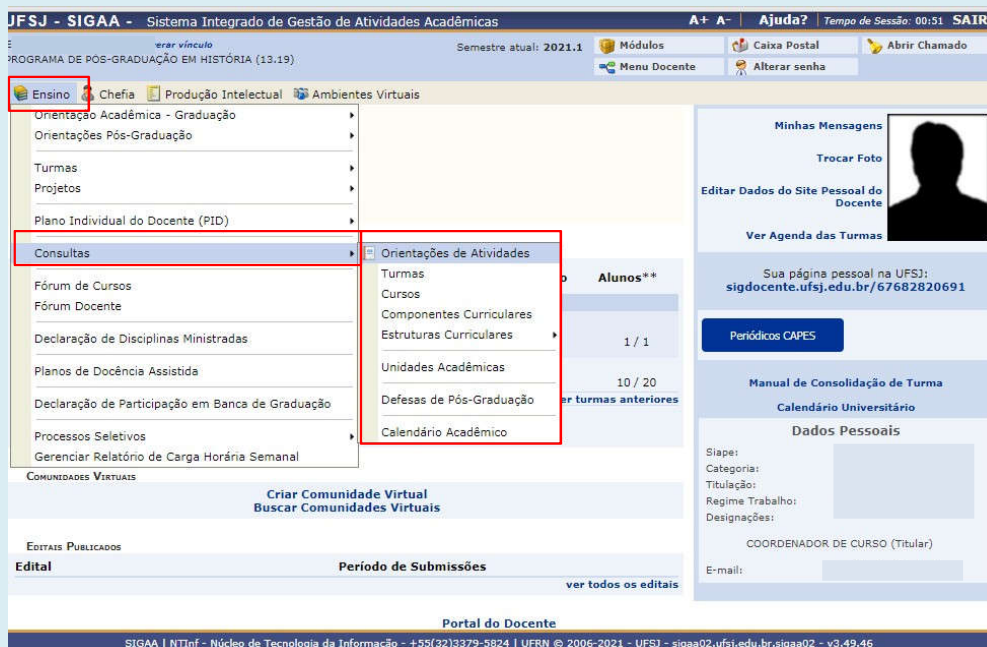 UFSJ - SIGAA - Sistema Integrado de Gestão de Atividades Acadêmicas
A+ A- | Ajuda? | Tempo de Sessão: 00:51 SAIR
E
erar vínculo
PROGRAMA DE PÓS-GRADUAÇÃO EM HISTÓRIA (13.19)
Semestre atual: 2021.1
Módulos
Caixa Postal
Abrir Chamado
Menu Docente
Alterar senha
Ensino
Chefia
Produção Intelectual
Ambientes Virtuais
Orientação Acadêmica - Graduação
Orientações Pós-Graduação
Turmas
Projetos
Plano Individual do Docente (PID)
Consultas
Fórum de Cursos
Fórum Docente
Declaração de Disciplinas Ministradas
Planos de Docência Assistida
Declaração de Participação em Banca de Graduação
Processos Seletivos
Gerenciar Relatório de Carga Horária Semanal
Orientações de Atividades
Turmas
Cursos
Componentes Curriculares
Estruturas Curriculares
Unidades Acadêmicas
Defesas de Pós-Graduação
Calendário Acadêmico
o Alunos**
1 / 1
10 / 20
er turmas anteriores
Comunidades Virtuais
Criar Comunidade Virtual
Buscar Comunidades Virtuais
Editais Publicados
Edital Período de Submissões
ver todos os editais
Minhas Mensagens
Trocar Foto
Editar Dados do Site Pessoal do
Docente
Ver Agenda das Turmas
Sua página pessoal na UFSJ:
sigdocente.ufsj.edu.br/67682820691
Periódicos CAPES
Manual de Consolidação de Turma
Calendário Universitário
Dados Pessoais
Siape:
Categoria:
Titulação:
Regime Trabalho:
Designações:
COORDENADOR DE CURSO (Titular)
E-mail:
Portal do Docente
SIGAA | NTInf - Núcleo de Tecnologia da Informação - +55(32)3379-5824 | UFRN © 2006-2021 - UFSJ - sigaa02.ufsj.edu.br.sigaa02 - v3.49.46